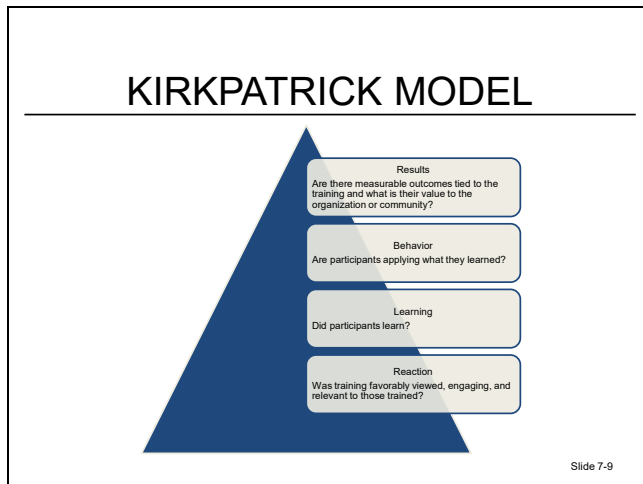 KIRKPATRICK MODEL
Results
Are there measurable outcomes tied to the
training and what is their value to the
organization or community?
Behavior
Are participants applying what they learned?
Learning
Did participants learn?
Reaction
Was training favorably viewed, engaging, and
relevant to those trained?
Slide 7-9